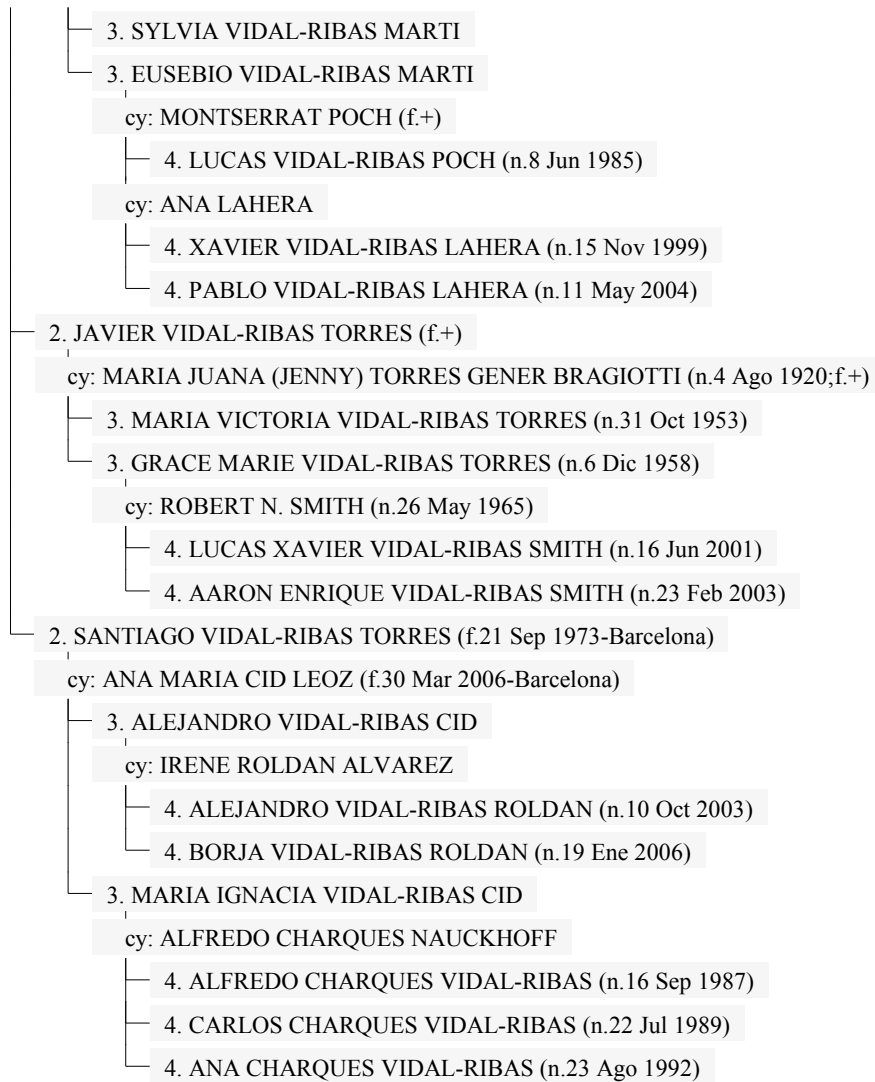 3. SYLVIA VIDAL-RIBAS MARTI
3. EUSEBIO VIDAL-RIBAS MARTI
cy: MONTSERRAT POCH (f.+)
4. LUCAS VIDAL-RIBAS POCH (n.8 Jun 1985)
cy: ANA LAHERA
4. XAVIER VIDAL-RIBAS LAHERA (n.15 Nov 1999)
4. PABLO VIDAL-RIBAS LAHERA (n.11 May 2004)
2. JAVIER VIDAL-RIBAS TORRES (f.+)
cy: MARIA JUANA (JENNY) TORRES GENER BRAGIOTTI (n.4 Ago 1920;f.+)
3. MARIA VICTORIA VIDAL-RIBAS TORRES (n.31 Oct 1953)
3. GRACE MARIE VIDAL-RIBAS TORRES (n.6 Dic 1958)
cy: ROBERT N. SMITH (n.26 May 1965)
4. LUCAS XAVIER VIDAL-RIBAS SMITH (n.16 Jun 2001)
4. AARON ENRIQUE VIDAL-RIBAS SMITH (n.23 Feb 2003)
2. SANTIAGO VIDAL-RIBAS TORRES (f.21 Sep 1973-Barcelona)
cy: ANA MARIA CID LEOZ (f.30 Mar 2006-Barcelona)
3. ALEJANDRO VIDAL-RIBAS CID
cy: IRENE ROLDAN ALVAREZ
4. ALEJANDRO VIDAL-RIBAS ROLDAN (n.10 Oct 2003)
4. BORJA VIDAL-RIBAS ROLDAN (n.19 Ene 2006)
3. MARIA IGNACIA VIDAL-RIBAS CID
cy: ALFREDO CHARQUES NAUCKHOFF
4. ALFREDO CHARQUES VIDAL-RIBAS (n.16 Sep 1987)
4. CARLOS CHARQUES VIDAL-RIBAS (n.22 Jul 1989)
4. ANA CHARQUES VIDAL-RIBAS (n.23 Ago 1992)